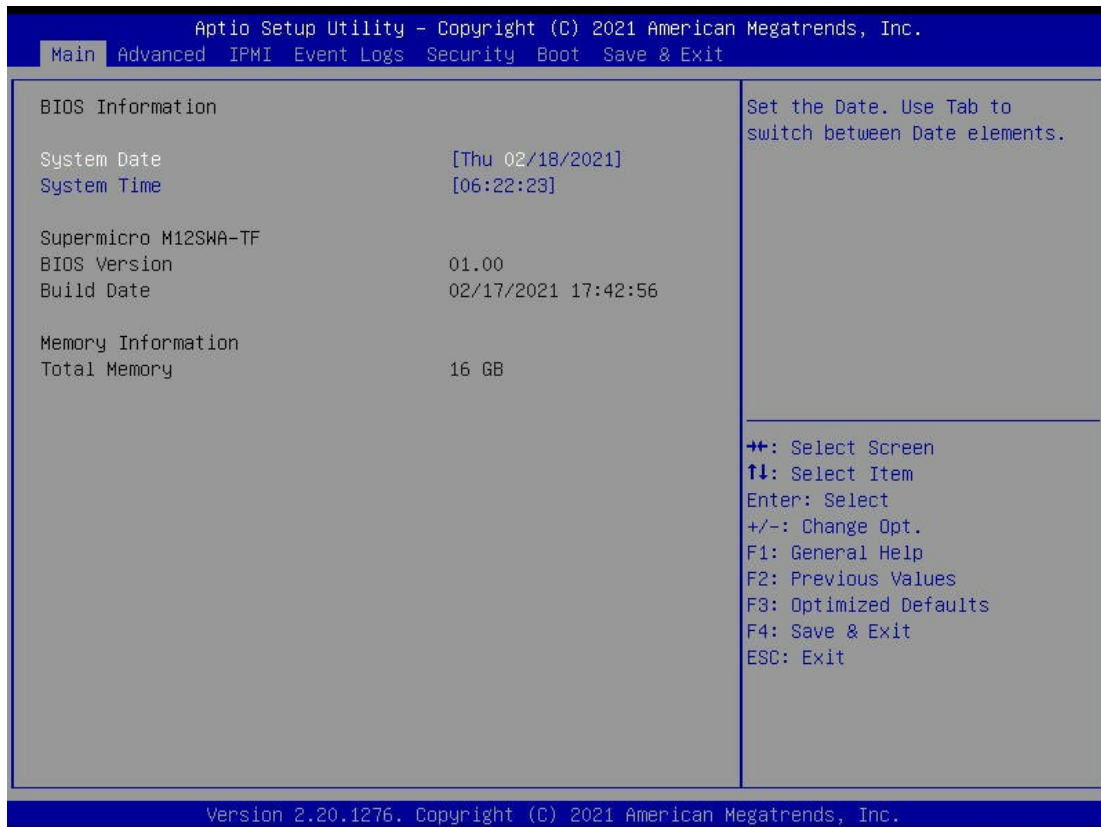 Aptio Setup Utility – Copyright (C) 2021 American Megatrends, Inc.
Main Advanced IPMI Event Logs Security Boot Save & Exit
BIOS Information
System Date [Thu 02/18/2021]
System Time [06:22:23]
Supermicro M12SWA-TF
BIOS Version 01.00
Build Date 02/17/2021 17:42:56
Memory Information
Total Memory 16 GB
Set the Date. Use Tab to
switch between Date elements.
→←: Select Screen
↑↓: Select Item
Enter: Select
+/-: Change Opt.
F1: General Help
F2: Previous Values
F3: Optimized Defaults
F4: Save & Exit
ESC: Exit
Version 2.20.1276. Copyright (C) 2021 American Megatrends, Inc.